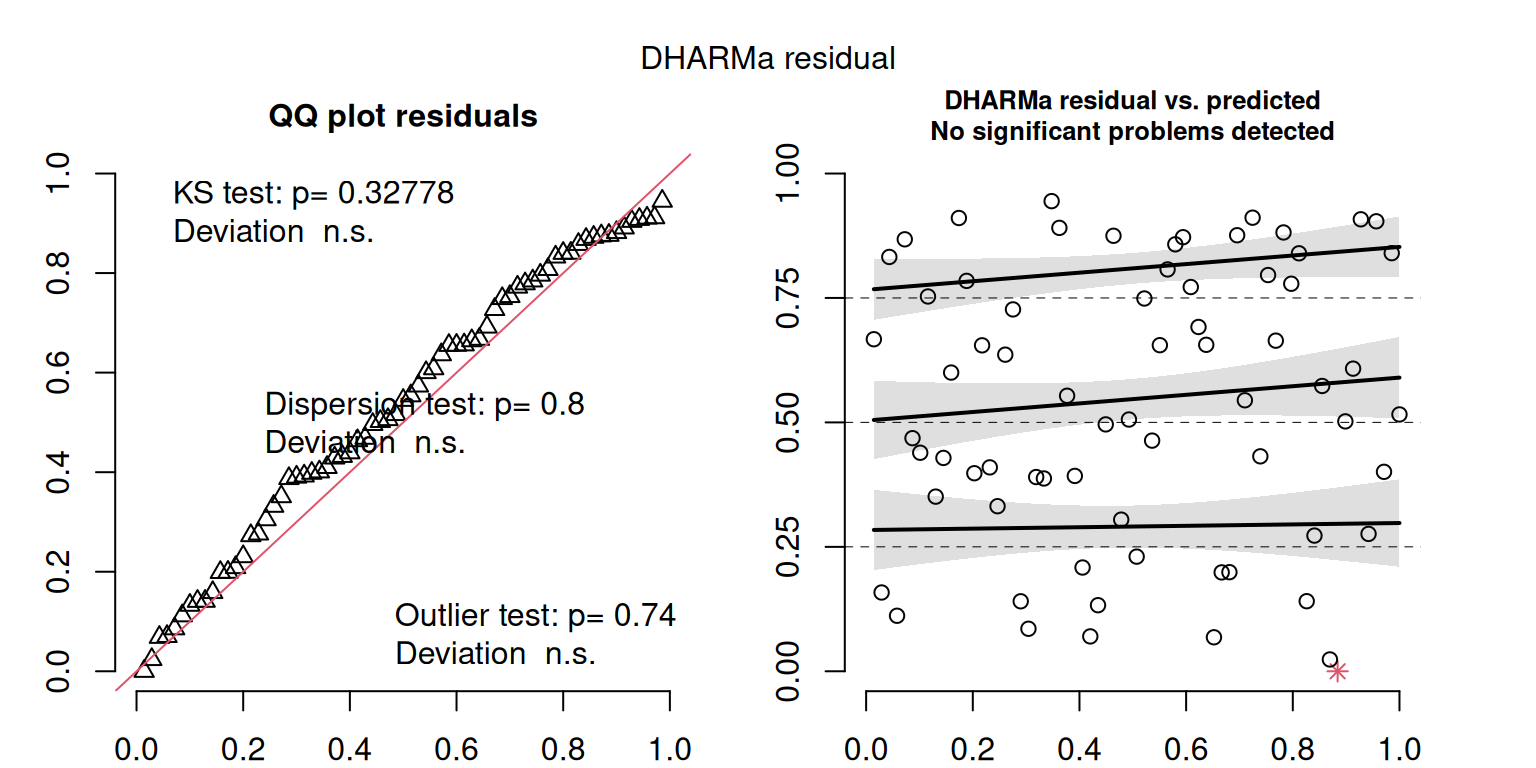 DHARMa residual
QQ plot residuals
KS test: p= 0.32778
Deviation  n.s.
Dispersion test: p= 0.8
Deviation  n.s.
Outlier test: p= 0.74
Deviation  n.s.
1.0
0.8
0.6
0.4
0.2
0.0
0.0 0.2 0.4 0.6 0.8 1.0
DHARMa residual vs. predicted
No significant problems detected
1.00
0.75
0.50
0.25
0.00
0.0 0.2 0.4 0.6 0.8 1.0